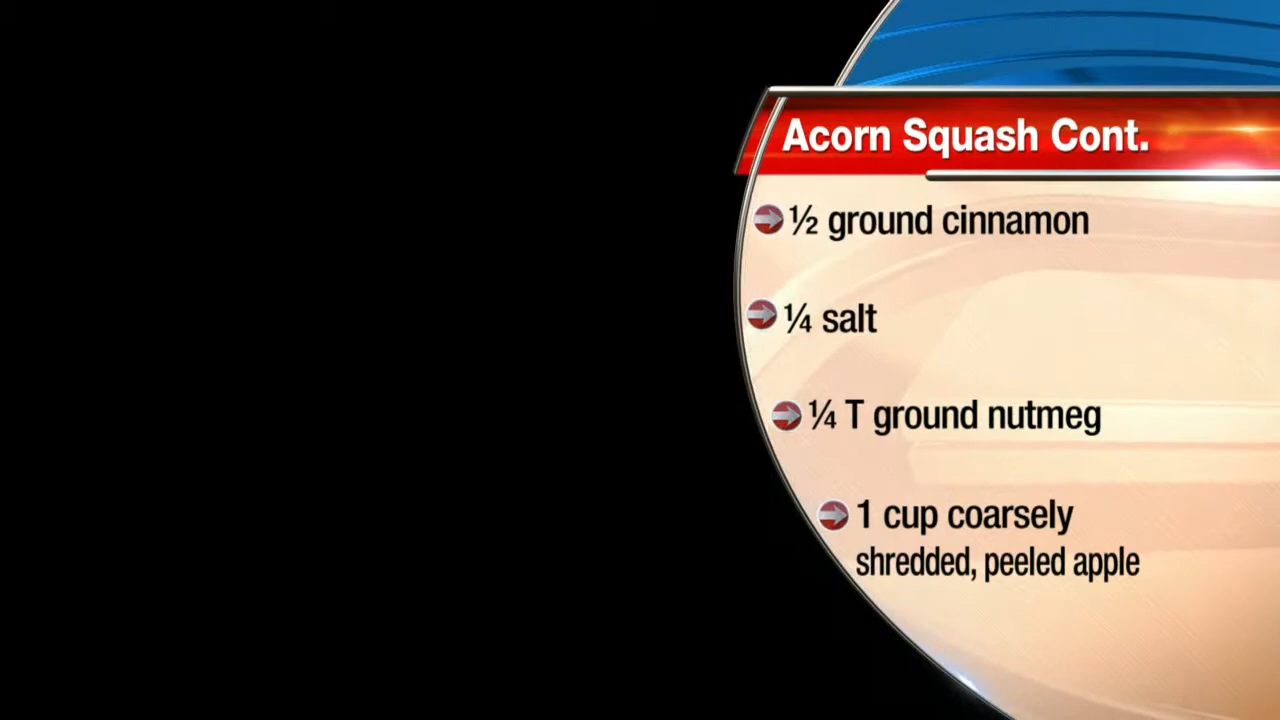 Acorn Squash Cont.
½ ground cinnamon
¼ salt
¼ T ground nutmeg
1 cup coarsely
shredded, peeled apple